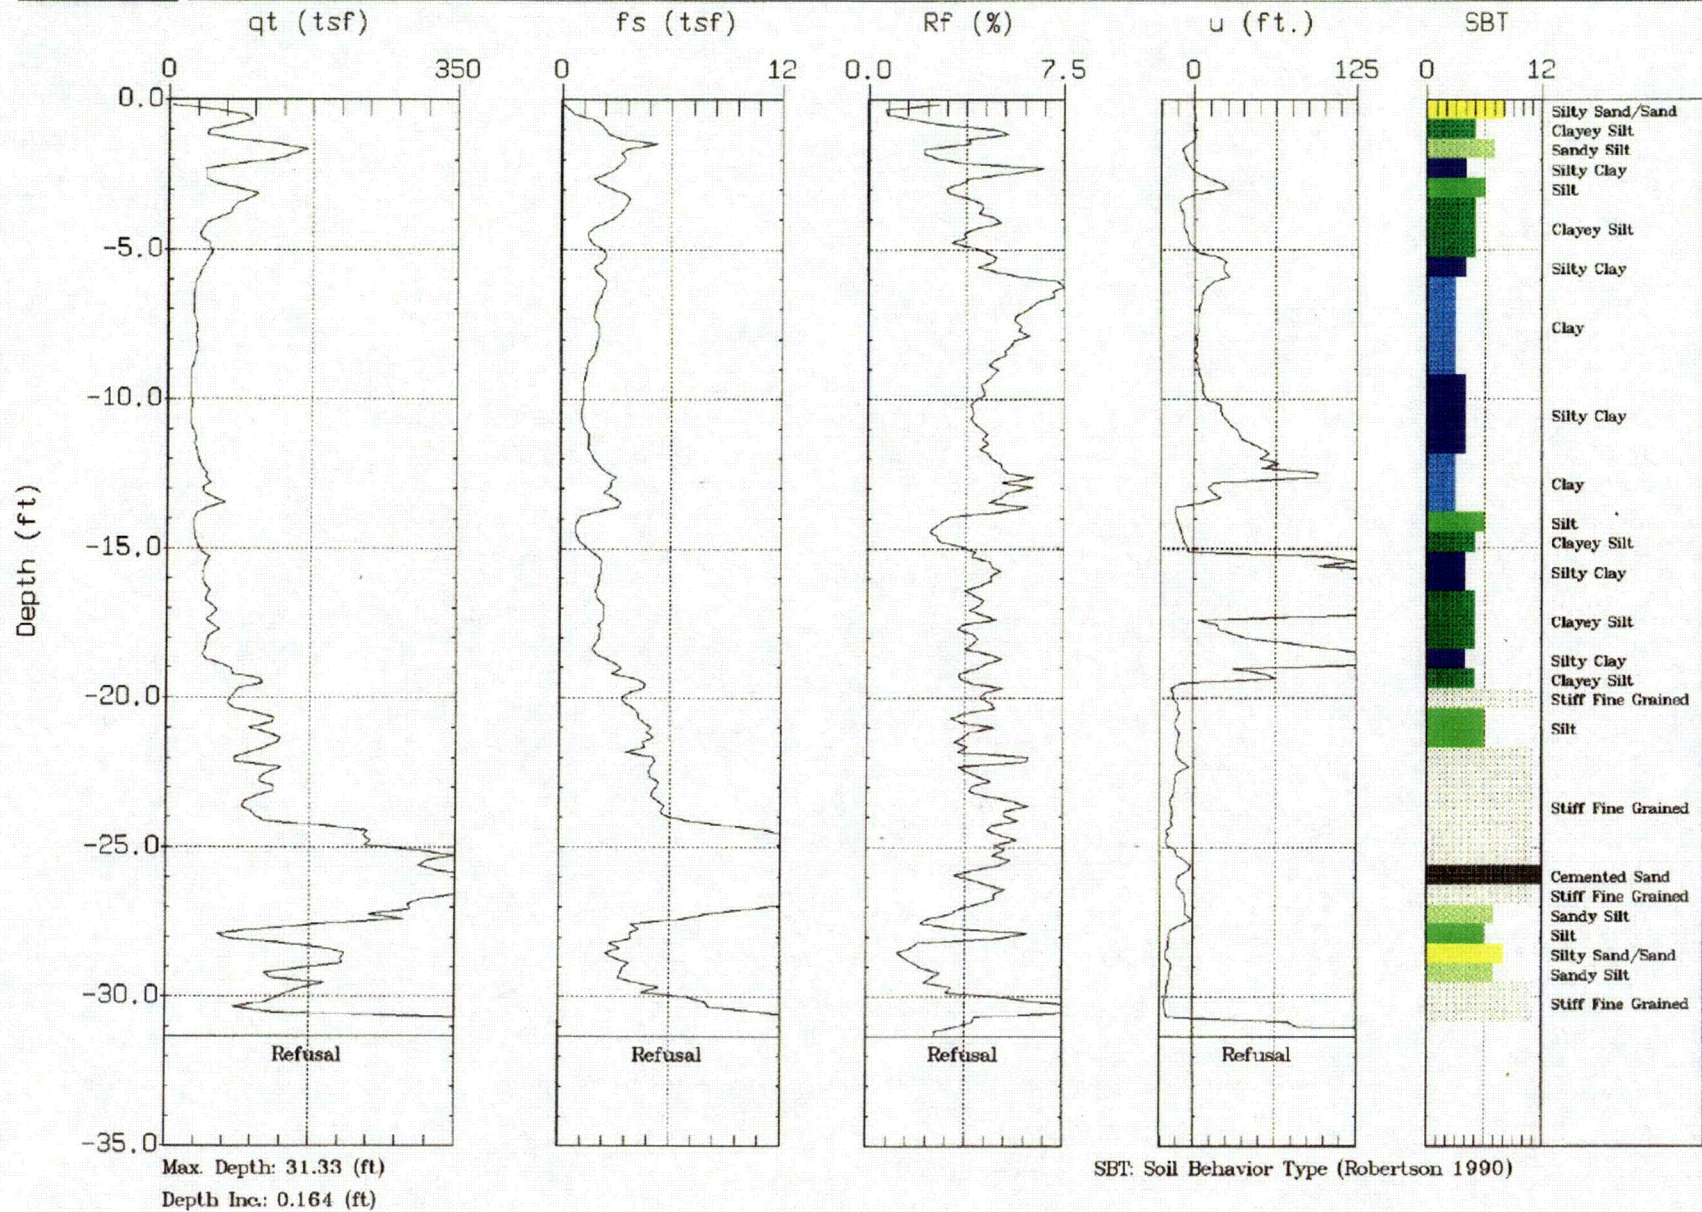 qt (tsf) fs (tsf) Rf (%) u (ft.) SBT
0 350 0 12 0.0 7.5 0 125 0 12
0.0
Silty Sand/Sand
Clayey Silt
Sandy Silt
Silty Clay
Silt
Clayey Silt
-5.0
Silty Clay
Clay
-10.0
Silty Clay
Clay
Silt
Clayey Silt
-15.0
Silty Clay
Depth (ft)
Clayey Silt
Silty Clay
Clayey Silt
-20.0
Stiff Fine Grained
Silt
Stiff Fine Grained
-25.0
Cemented Sand
Stiff Fine Grained
Sandy Silt
Silt
Silty Sand/Sand
Sandy Silt
-30.0
Stiff Fine Grained
Refusal Refusal Refusal Refusal
-35.0
Max. Depth: 31.33 (ft) SBT: Soil Behavior Type (Robertson 1990)
Depth Inc.: 0.164 (ft)